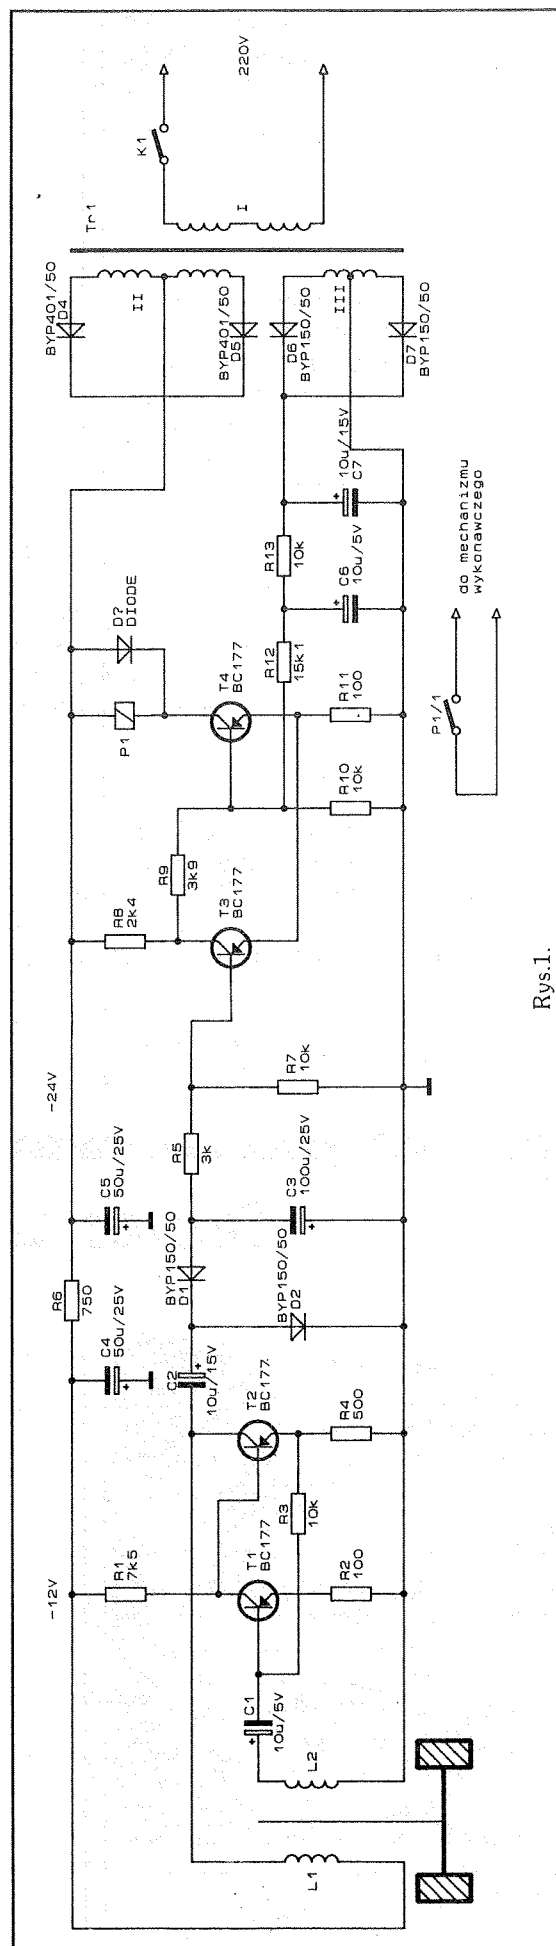 Rys.1.
-12V
-24V
220V
K1
Tr1
I
II
III
BYP401/50
D4
BYP401/50
D5
D6
BYP150/50
D7
BYP150/50
10u/15V
C7
C6
10u/5V
R13
10k
R12
15k1
R11
100
R10
10k
D?
DIODE
P1
T4
BC177
R9
3k9
R8
2k4
T3
BC177
R7
10k
R5
3k
C5
50u/25V
C3
100u/25V
BYP150/50
D1
BYP150/50
D2
R6
750
C4
50u/25V
C2
10u/15V
T2
BC177
R4
500
R3
10k
R1
7k5
T1
BC177
R2
100
C1
10u/5V
L2
L1
P1/1
do mechanizmu
wykonawczego